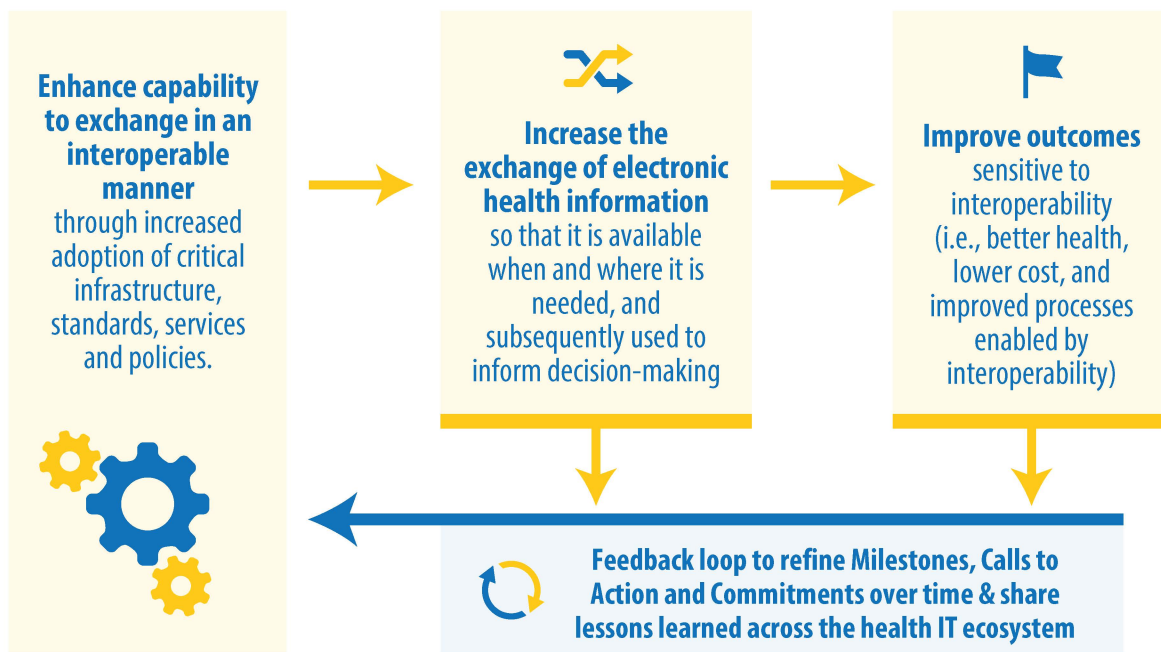 Enhance capability
to exchange in an
interoperable
manner
through increased
adoption of critical
infrastructure,
standards, services
and policies.
Increase the
exchange of electronic
health information
so that it is available
when and where it is
needed, and
subsequently used to
inform decision-making
Improve outcomes
sensitive to
interoperability
(i.e., better health,
lower cost, and
improved processes
enabled by
interoperability)
Feedback loop to refine Milestones, Calls to
Action and Commitments over time & share
lessons learned across the health IT ecosystem